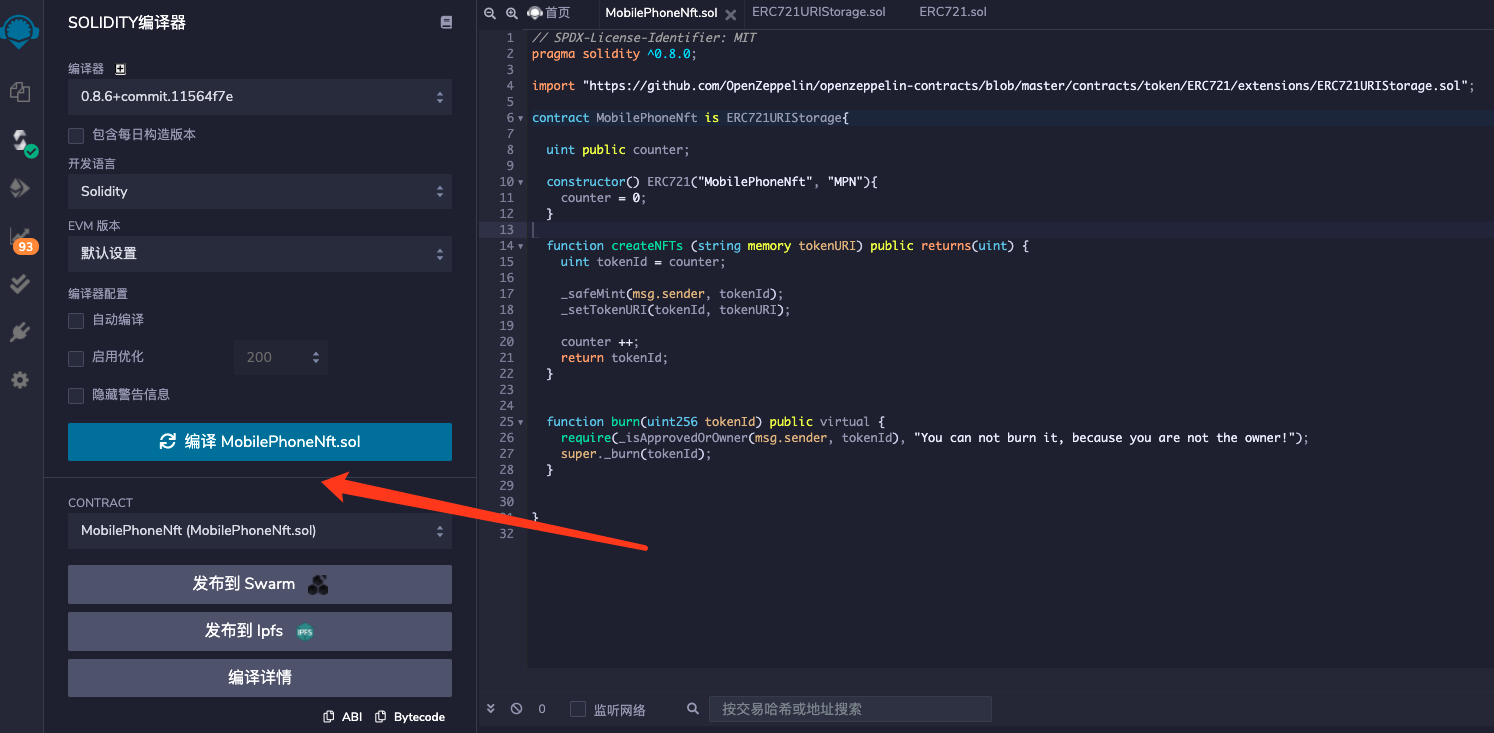 SOLIDITY编译器
编译器
0.8.6+commit.11564f7e
包含每日构造版本
开发语言
Solidity
EVM 版本
默认设置
编译器配置
自动编译
启用优化
200
隐藏警告信息
编译 MobilePhoneNft.sol
CONTRACT
MobilePhoneNft (MobilePhoneNft.sol)
发布到 Swarm
发布到 Ipfs
IPFS
编译详情
ABI
Bytecode
93
首页
MobilePhoneNft.sol
ERC721URIStorage.sol
ERC721.sol
1 // SPDX-License-Identifier: MIT
2 pragma solidity ^0.8.0;
3
4 import "https://github.com/OpenZeppelin/openzeppelin-contracts/blob/master/contracts/token/ERC721/extensions/ERC721URIStorage.sol";
5
6 contract MobilePhoneNft is ERC721URIStorage{
7
8 uint public counter;
9
10 constructor() ERC721("MobilePhoneNft", "MPN"){
11 counter = 0;
12 }
13
14 function createNFTs (string memory tokenURI) public returns(uint) {
15 uint tokenId = counter;
16
17 _safeMint(msg.sender, tokenId);
18 _setTokenURI(tokenId, tokenURI);
19
20 counter ++;
21 return tokenId;
22 }
23
24
25 function burn(uint256 tokenId) public virtual {
26 require(_isApprovedOrOwner(msg.sender, tokenId), "You can not burn it, because you are not the owner!");
27 super._burn(tokenId);
28 }
29
30
31 }
32
0
监听网络
按交易哈希或地址搜索